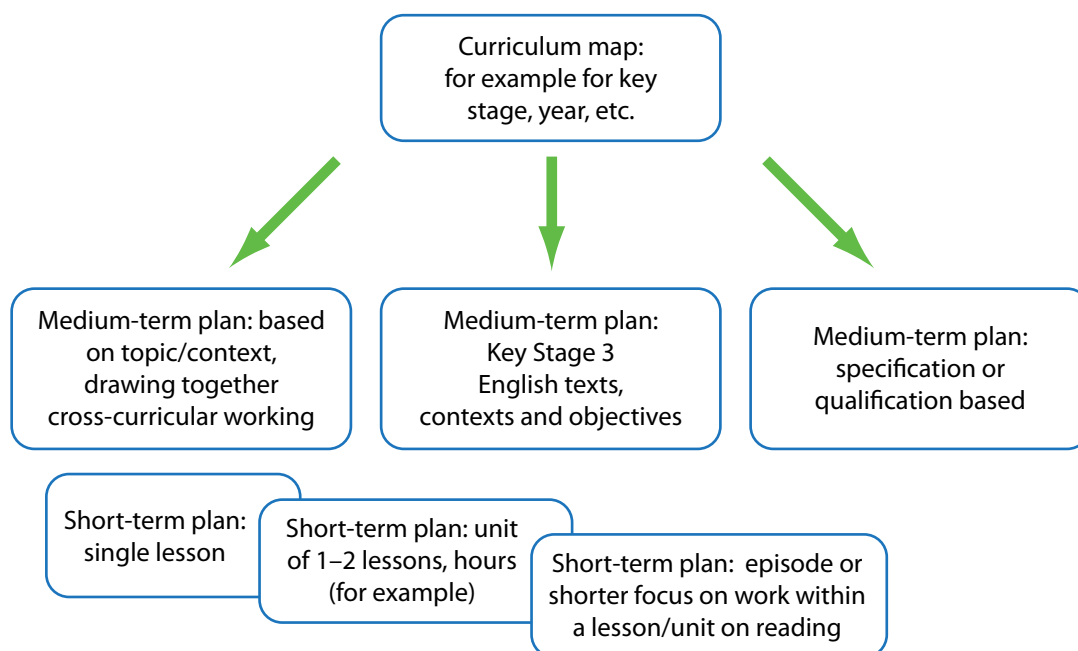 Curriculum map:
for example for key
stage, year, etc.
Medium-term plan: based
on topic/context,
drawing together
cross-curricular working
Medium-term plan:
Key Stage 3
English texts,
contexts and objectives
Medium-term plan:
specification or
qualification based
Short-term plan:
single lesson
Short-term plan: unit
of 1–2 lessons, hours
(for example)
Short-term plan:  episode or
shorter focus on work within
a lesson/unit on reading